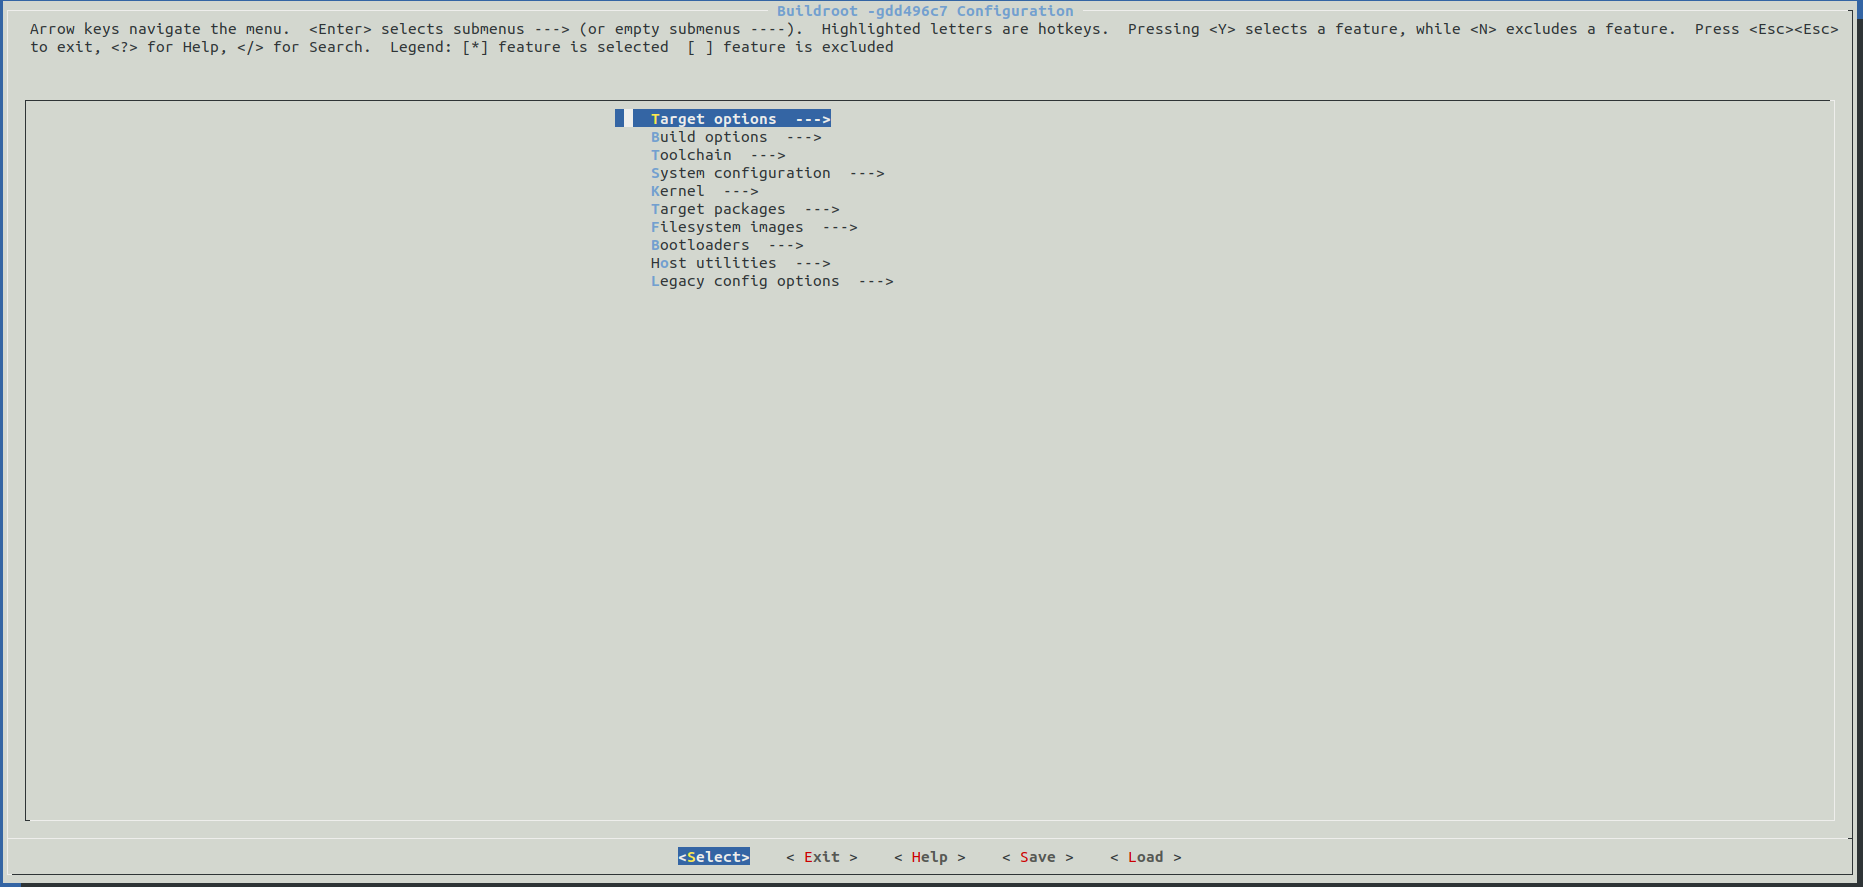 Buildroot -gdd496c7 Configuration
Arrow keys navigate the menu.  <Enter> selects submenus ---> (or empty submenus ----).  Highlighted letters are hotkeys.  Pressing <Y> selects a feature, while <N> excludes a feature.  Press <Esc><Esc>
to exit, <?> for Help, </> for Search.  Legend: [*] feature is selected  [ ] feature is excluded
Target options  --->
Build options  --->
Toolchain  --->
System configuration  --->
Kernel  --->
Target packages  --->
Filesystem images  --->
Bootloaders  --->
Host utilities  --->
Legacy config options  --->
<Select>    < Exit >    < Help >    < Save >    < Load >